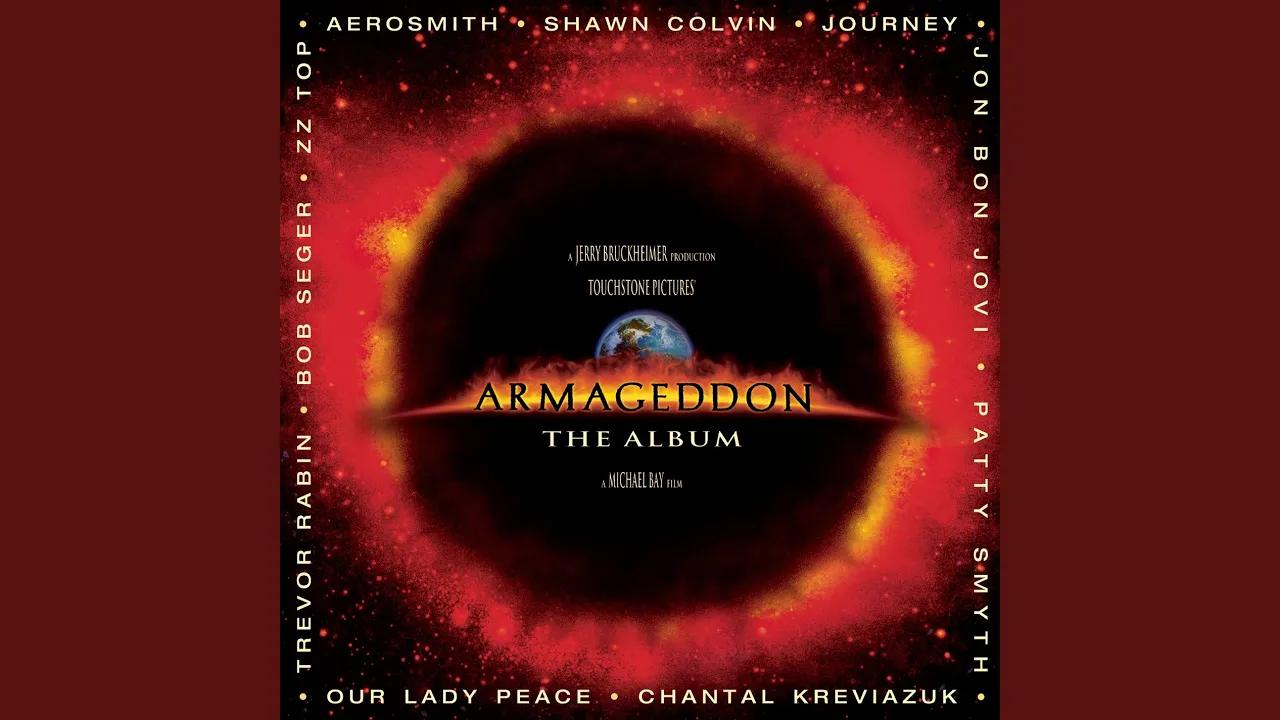 • AEROSMITH • SHAWN COLVIN • JOURNEY •
JON BON JOVI • PATTY SMYTH
TREVOR RABIN • BOB SEGER • ZZ TOP
A JERRY BRUCKHEIMER PRODUCTION
TOUCHSTONE PICTURES
ARMAGEDDON
THE ALBUM
A MICHAEL BAY FILM
• OUR LADY PEACE • CHANTAL KREVIAZUK •